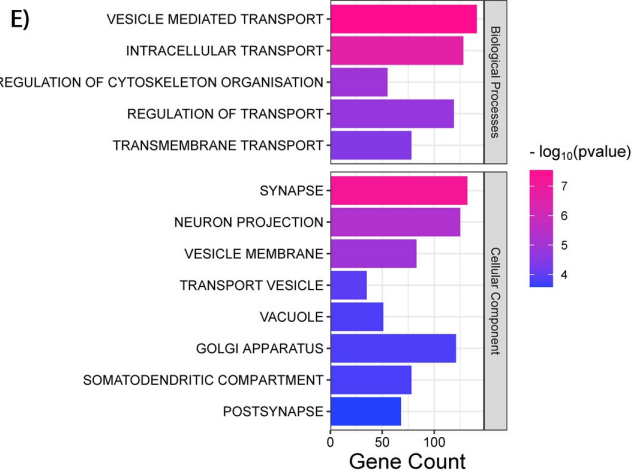 E)
VESICLE MEDIATED TRANSPORT
INTRACELLULAR TRANSPORT
REGULATION OF CYTOSKELETON ORGANISATION
REGULATION OF TRANSPORT
TRANSMEMBRANE TRANSPORT
Biological Processes
SYNAPSE
NEURON PROJECTION
VESICLE MEMBRANE
TRANSPORT VESICLE
VACUOLE
GOLGI APPARATUS
SOMATODENDRITIC COMPARTMENT
POSTSYNAPSE
Cellular Component
0 50 100
Gene Count
- log10(pvalue)
7
6
5
4